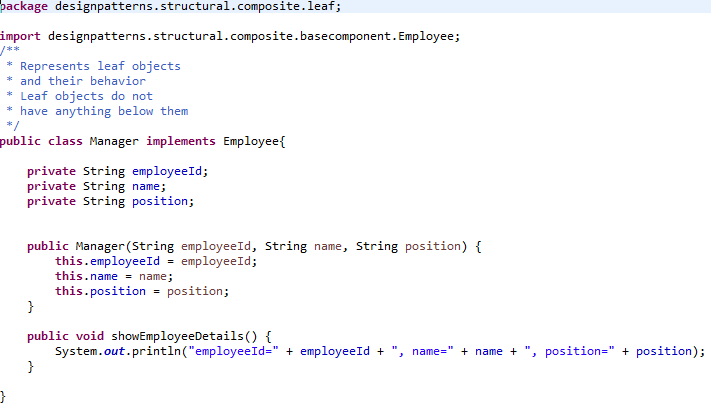 package designpatterns.structural.composite.leaf;
import designpatterns.structural.composite.basecomponent.Employee;
/**
 * Represents leaf objects
 * and their behavior
 * Leaf objects do not
 * have anything below them
 */
public class Manager implements Employee{
    private String employeeId;
    private String name;
    private String position;
    public Manager(String employeeId, String name, String position) {
        this.employeeId = employeeId;
        this.name = name;
        this.position = position;
    }
    public void showEmployeeDetails() {
        System.out.println("employeeId=" + employeeId + ", name=" + name + ", position=" + position);
    }
}